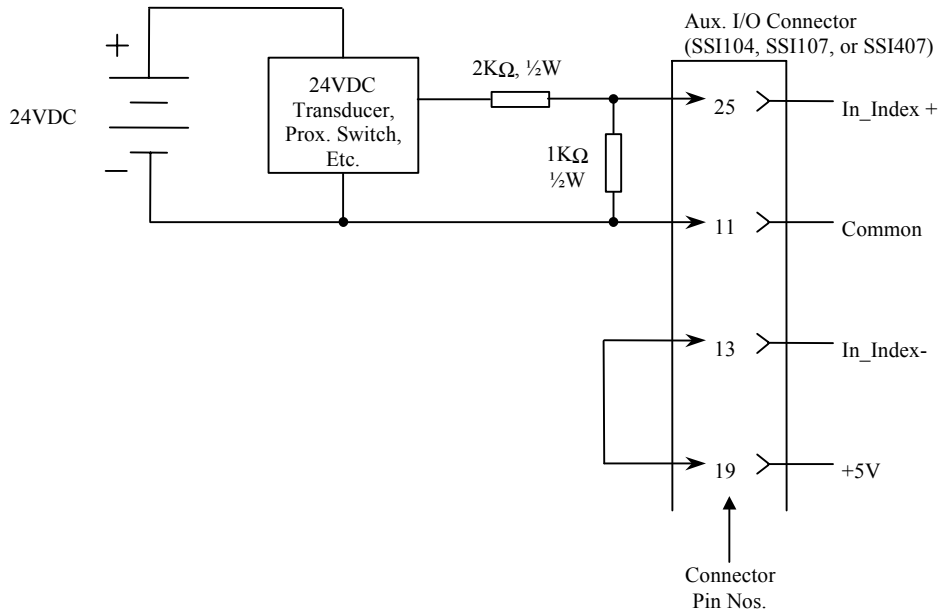 Aux. I/O Connector
(SSI104, SSI107, or SSI407)
+
24VDC
−
24VDC
Transducer,
Prox. Switch,
Etc.
2KΩ, ½W
1KΩ
½W
25
In_Index +
11
Common
13
In_Index-
19
+5V
Connector
Pin Nos.